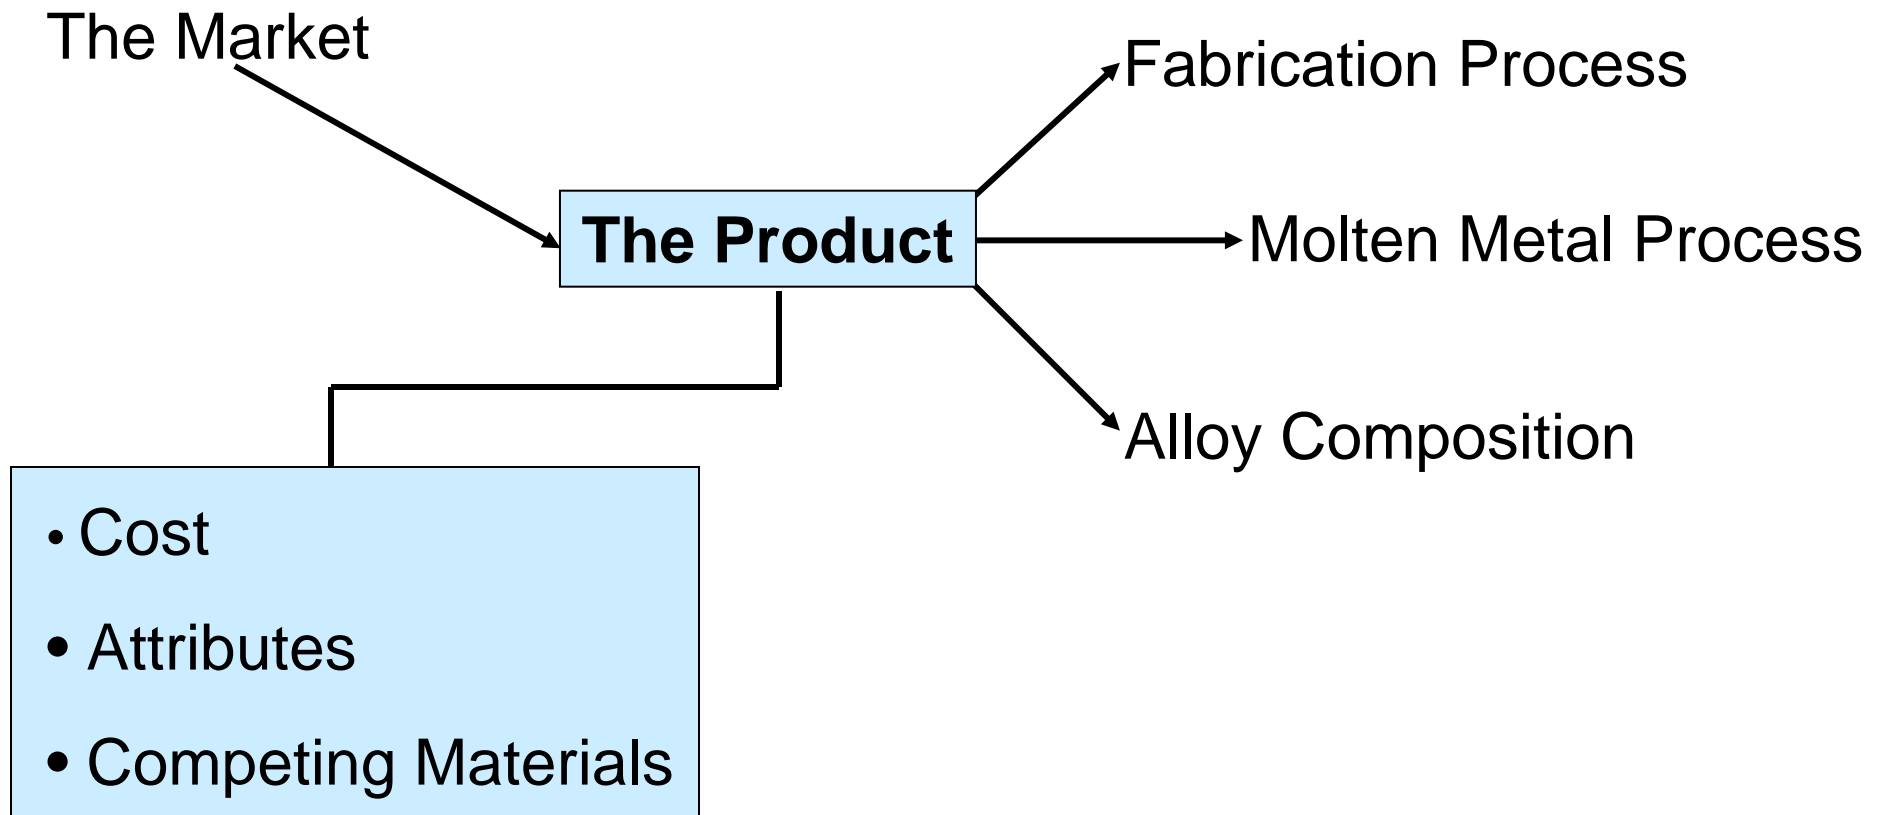 The Market
Fabrication Process
The Product
Molten Metal Process
Alloy Composition
• Cost
• Attributes
• Competing Materials